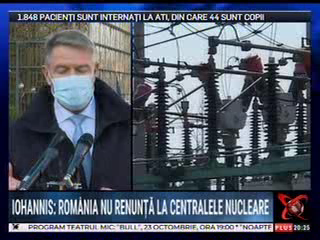 1.848 PACIENȚI SUNT INTERNAȚI LA ATI, DIN CARE 44 SUNT COPII
IOHANNIS: ROMÂNIA NU RENUNȚĂ LA CENTRALELE NUCLEARE
PROGRAM TEATRUL MIC: "BULL", 23 OCTOMBRIE, ORA 19:00 - NOAPTEA
PLUS 20:25